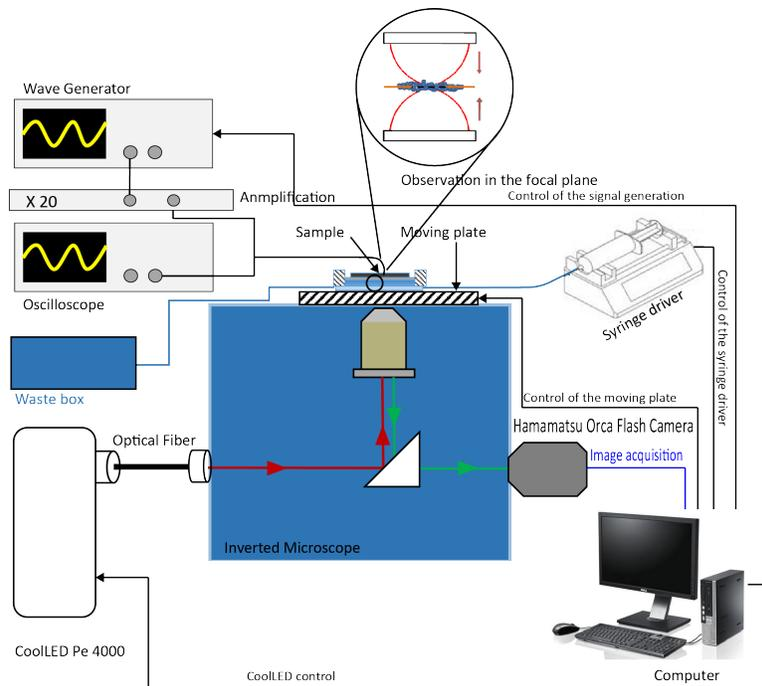 Wave Generator
X 20
Anmplification
Observation in the focal plane
Control of the signal generation
Sample
Moving plate
Oscilloscope
Syringe driver
Control of the syringe driver
Waste box
Control of the moving plate
Hamamatsu Orca Flash Camera
Optical Fiber
Image acquisition
Inverted Microscope
CoolLED Pe 4000
CoolLED control
Computer